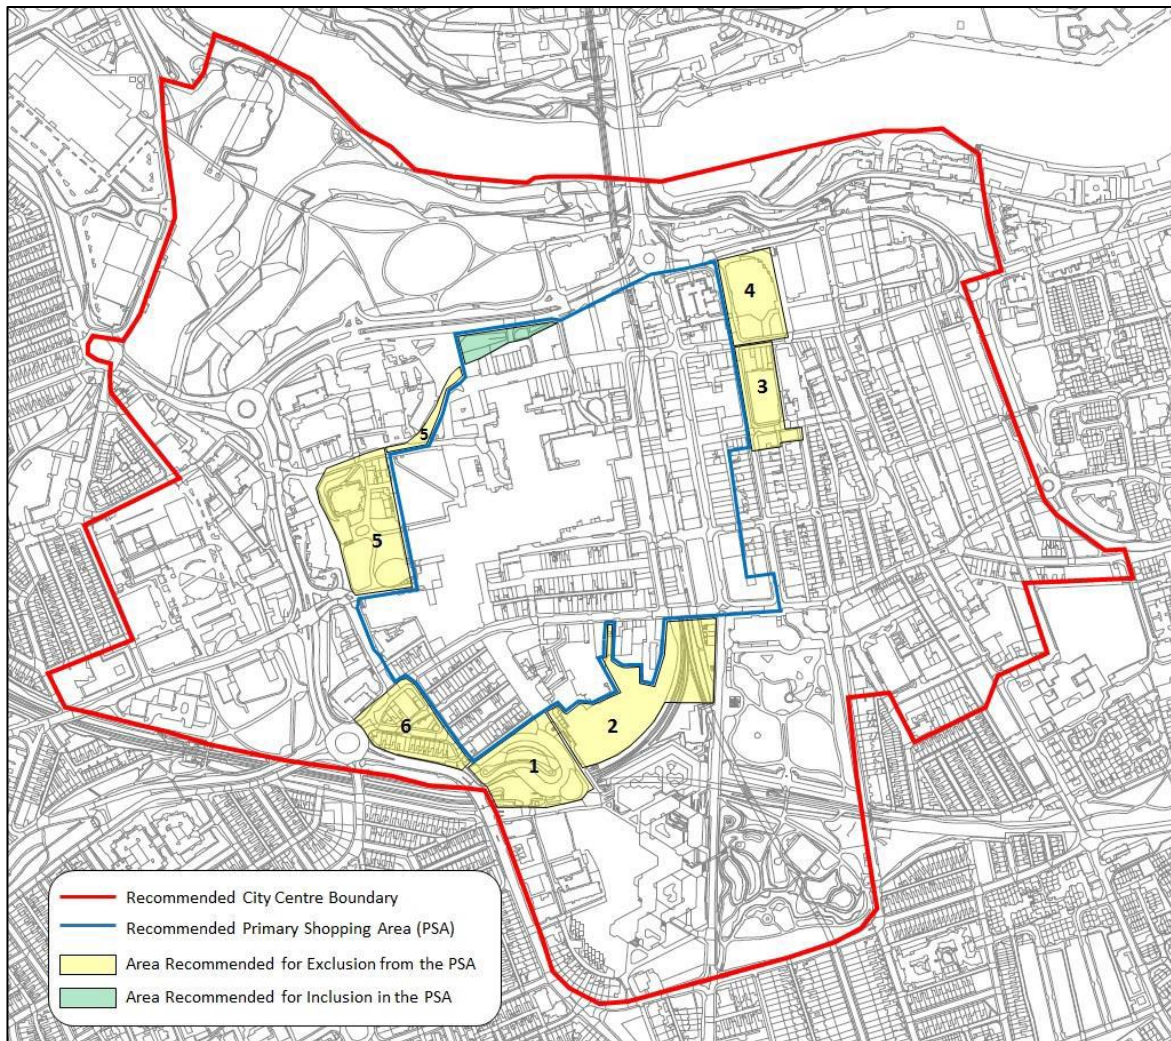 4
3
5
5
2
6
1
Recommended City Centre Boundary
Recommended Primary Shopping Area (PSA)
Area Recommended for Exclusion from the PSA
Area Recommended for Inclusion in the PSA